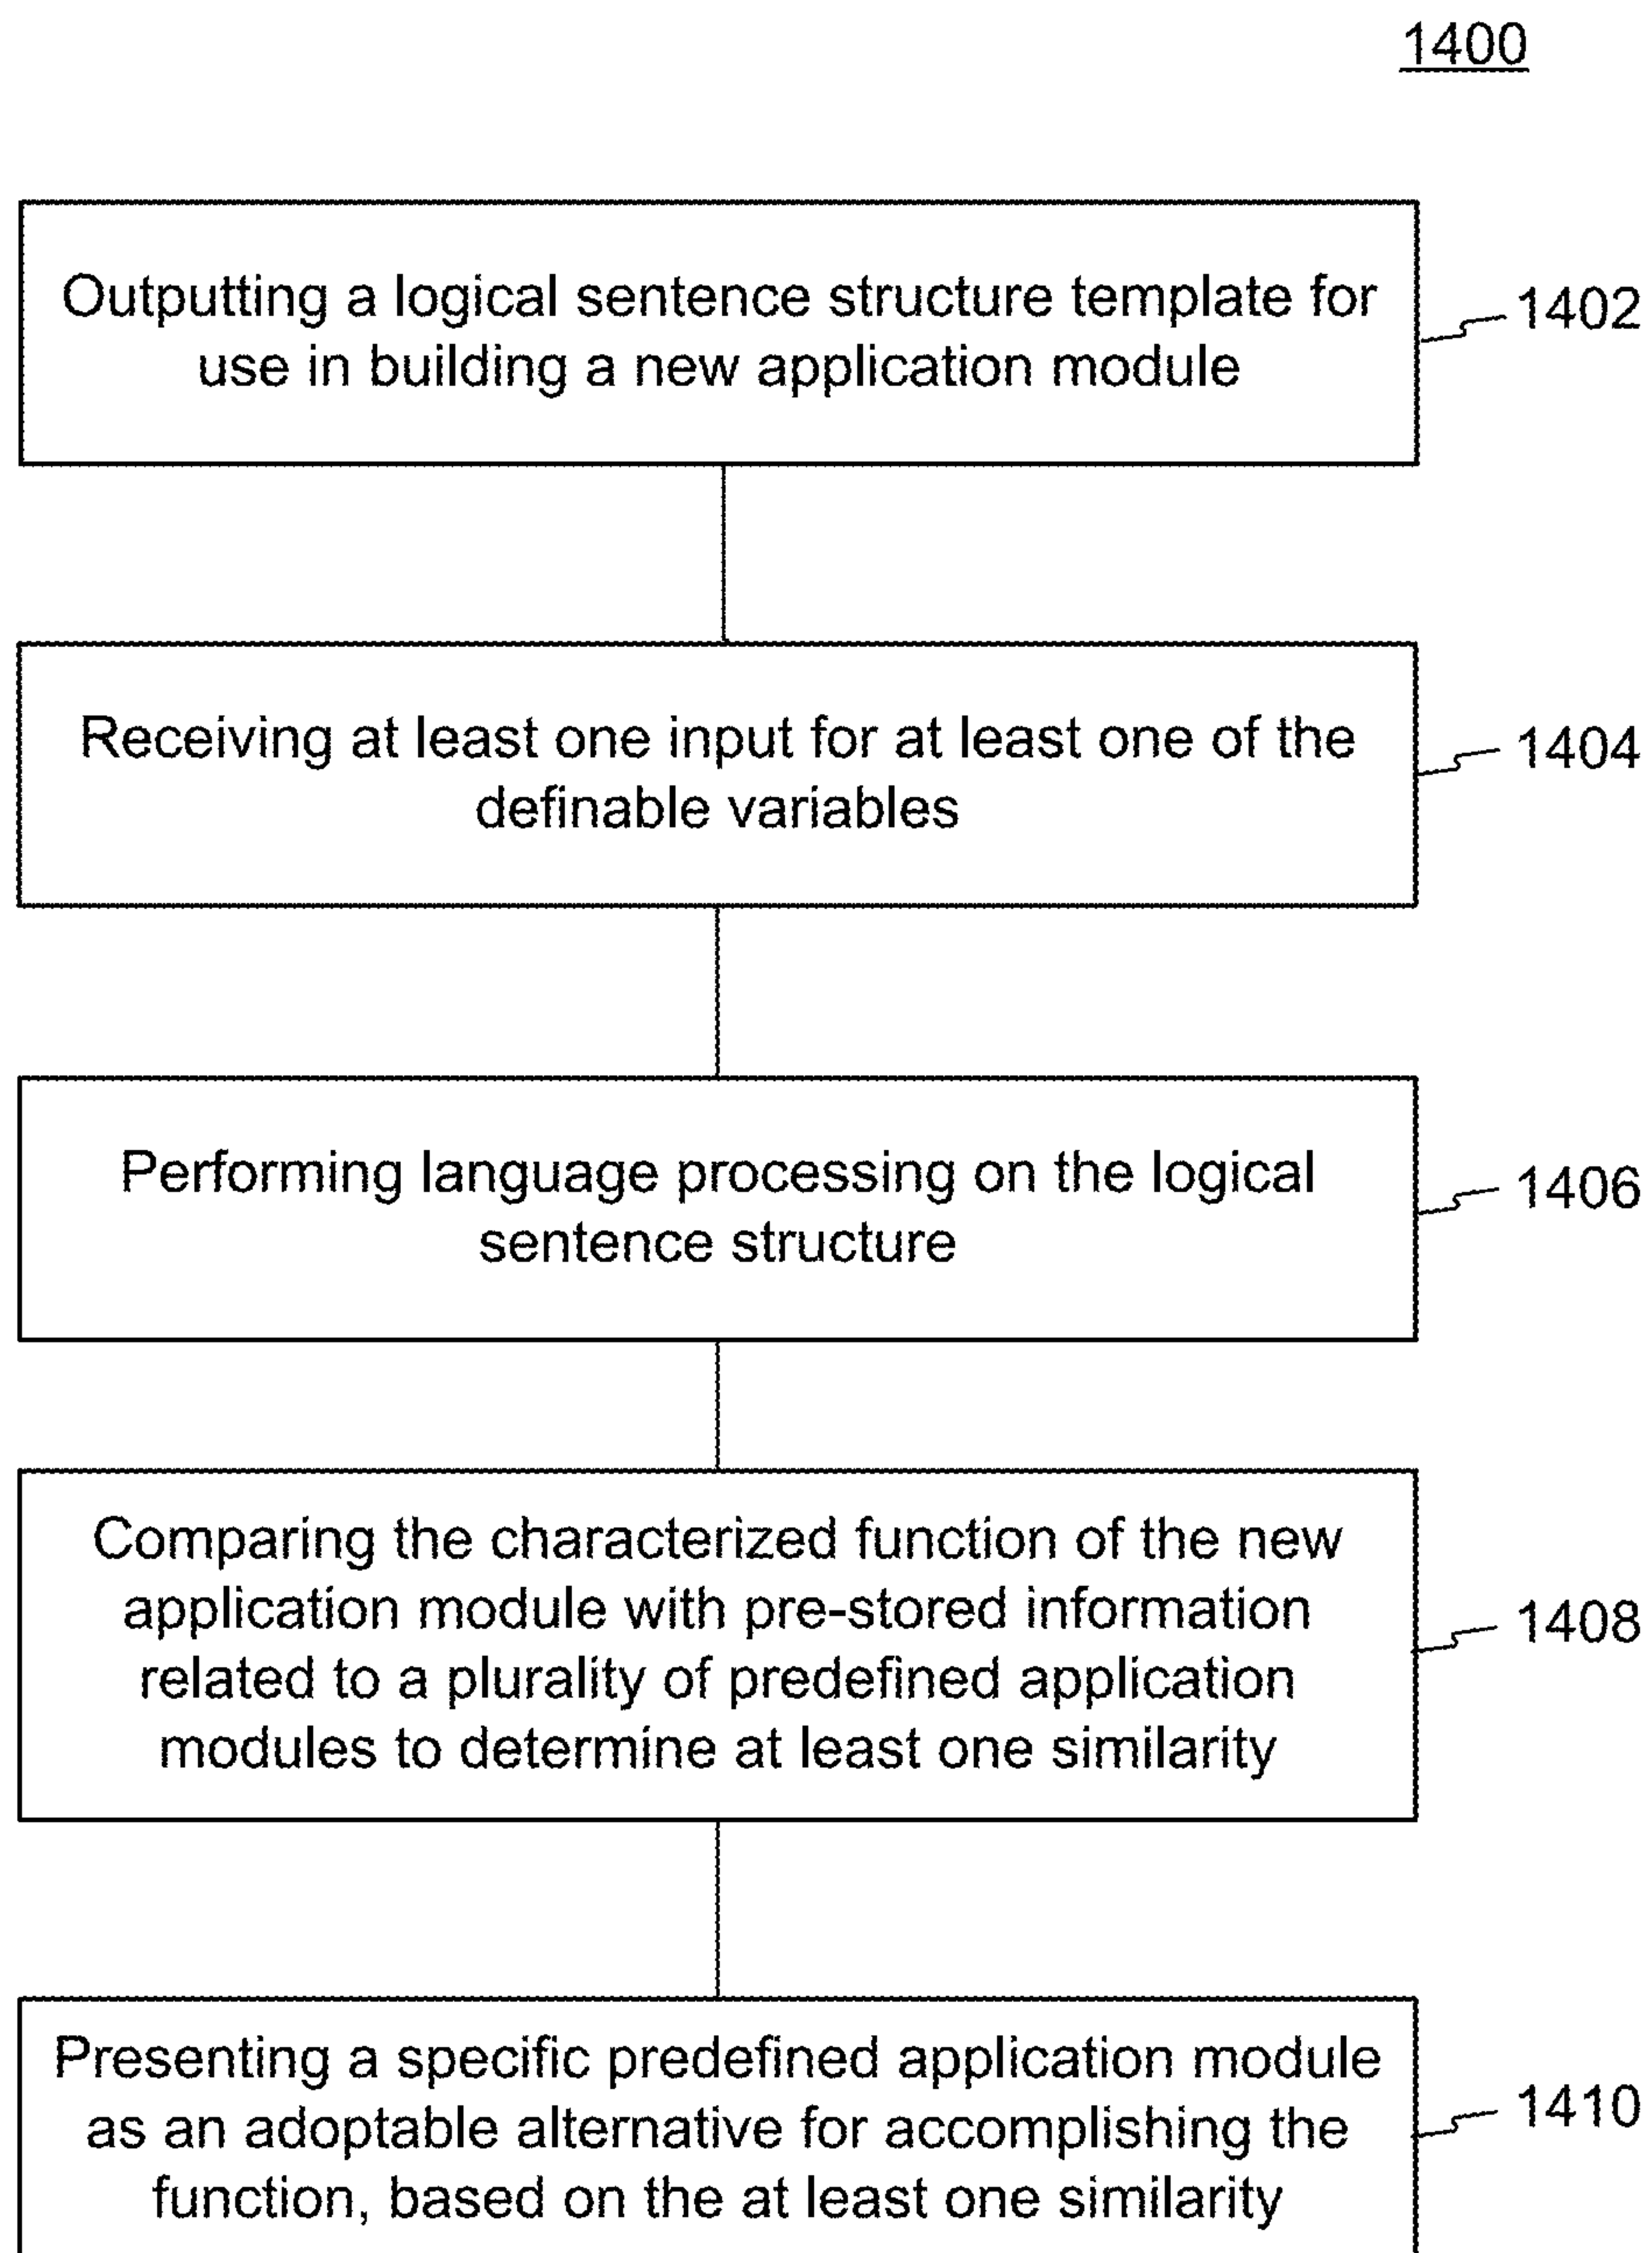 1400
Outputting a logical sentence structure template for
use in building a new application module
1402
Receiving at least one input for at least one of the
definable variables
1404
Performing language processing on the logical
sentence structure
1406
Comparing the characterized function of the new
application module with pre-stored information
related to a plurality of predefined application
modules to determine at least one similarity
1408
Presenting a specific predefined application module
as an adoptable alternative for accomplishing the
function, based on the at least one similarity
1410